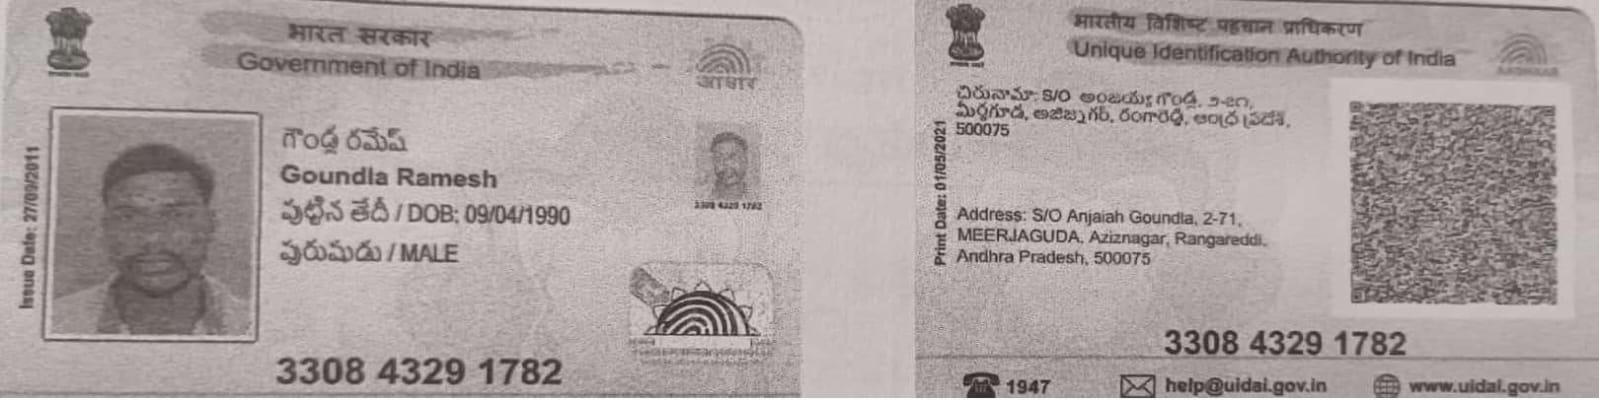 भारत सरकार
Government of India
आधार
Issue Date: 27/09/2011
గౌండ్ల రమేష్
Goundla Ramesh
పుట్టిన తేదీ / DOB: 09/04/1990
పురుషుడు / MALE
3308 4329 1782
3308 4329 1782
भारतीय विशिष्ट पहचान प्राधिकरण
Unique Identification Authority of India
AADHAAR
Print Date: 01/05/2021
చిరునామా: S/O అంజయ్య గౌండ్ల, ౨-౭౧,
మీర్జగూడ, అజీజ్నగర్, రంగారెడ్డి, ఆంధ్ర ప్రదేశ్,
500075
Address: S/O Anjaiah Goundla, 2-71,
MEERJAGUDA, Aziznagar, Rangareddi,
Andhra Pradesh, 500075
3308 4329 1782
1947
help@uidai.gov.in
www.uidai.gov.in